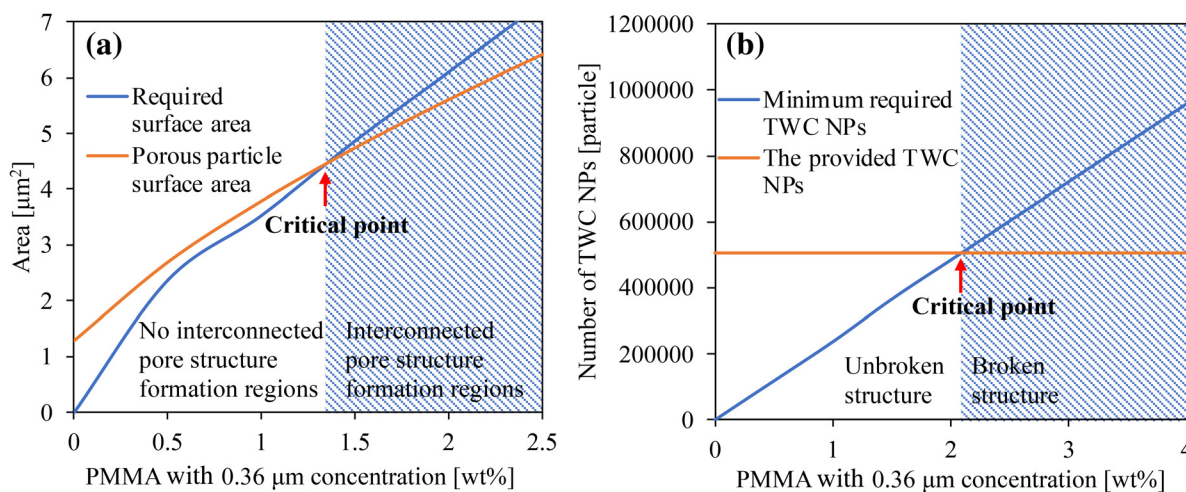 (a)
7
6
5
4
3
2
1
0
Area [μm²]
Required
surface area
Porous particle
surface area
Critical point
No interconnected
pore structure
formation regions
Interconnected
pore structure
formation regions
0 0.5 1 1.5 2 2.5
PMMA with 0.36 μm concentration [wt%]
(b)
1200000
1000000
800000
600000
400000
200000
0
Number of TWC NPs [particle]
Minimum required
TWC NPs
The provided TWC
NPs
Critical point
Unbroken
structure
Broken
structure
0 1 2 3 4
PMMA with 0.36 μm concentration [wt%]